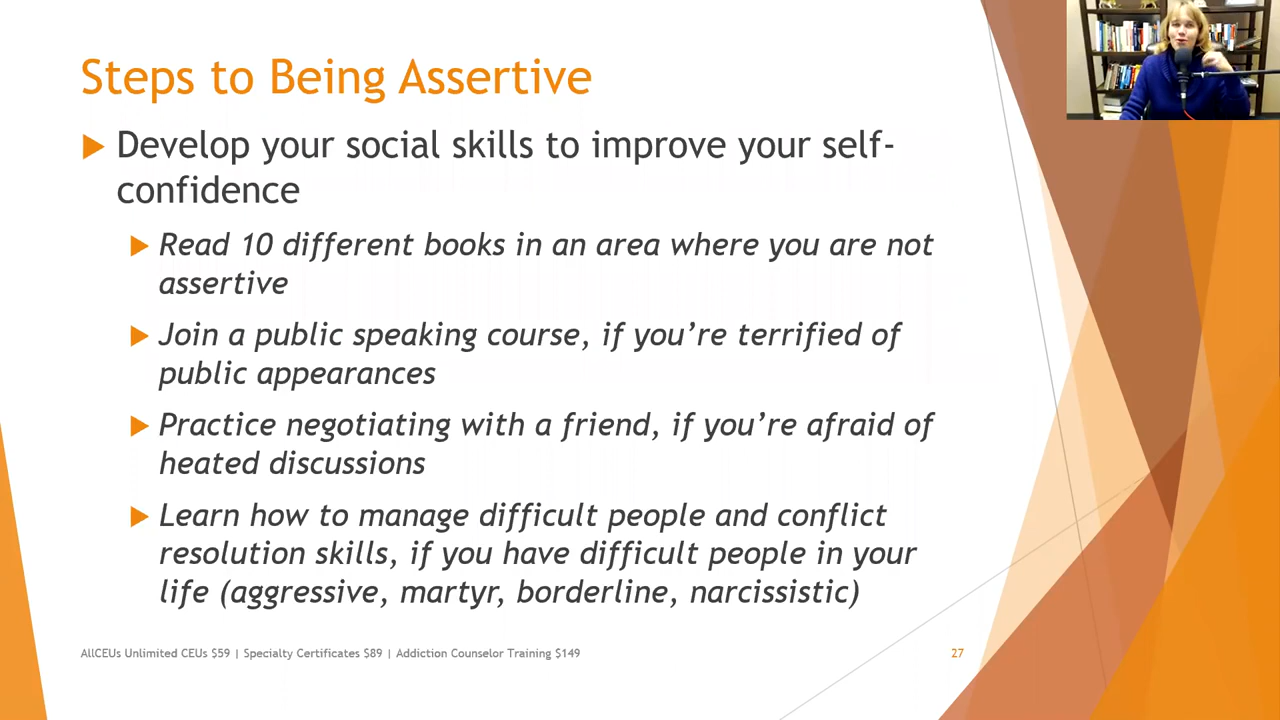 Steps to Being Assertive
Develop your social skills to improve your self-
confidence
Read 10 different books in an area where you are not
assertive
Join a public speaking course, if you’re terrified of
public appearances
Practice negotiating with a friend, if you’re afraid of
heated discussions
Learn how to manage difficult people and conflict
resolution skills, if you have difficult people in your
life (aggressive, martyr, borderline, narcissistic)
AllCEUs Unlimited CEUs $59 | Specialty Certificates $89 | Addiction Counselor Training $149
27